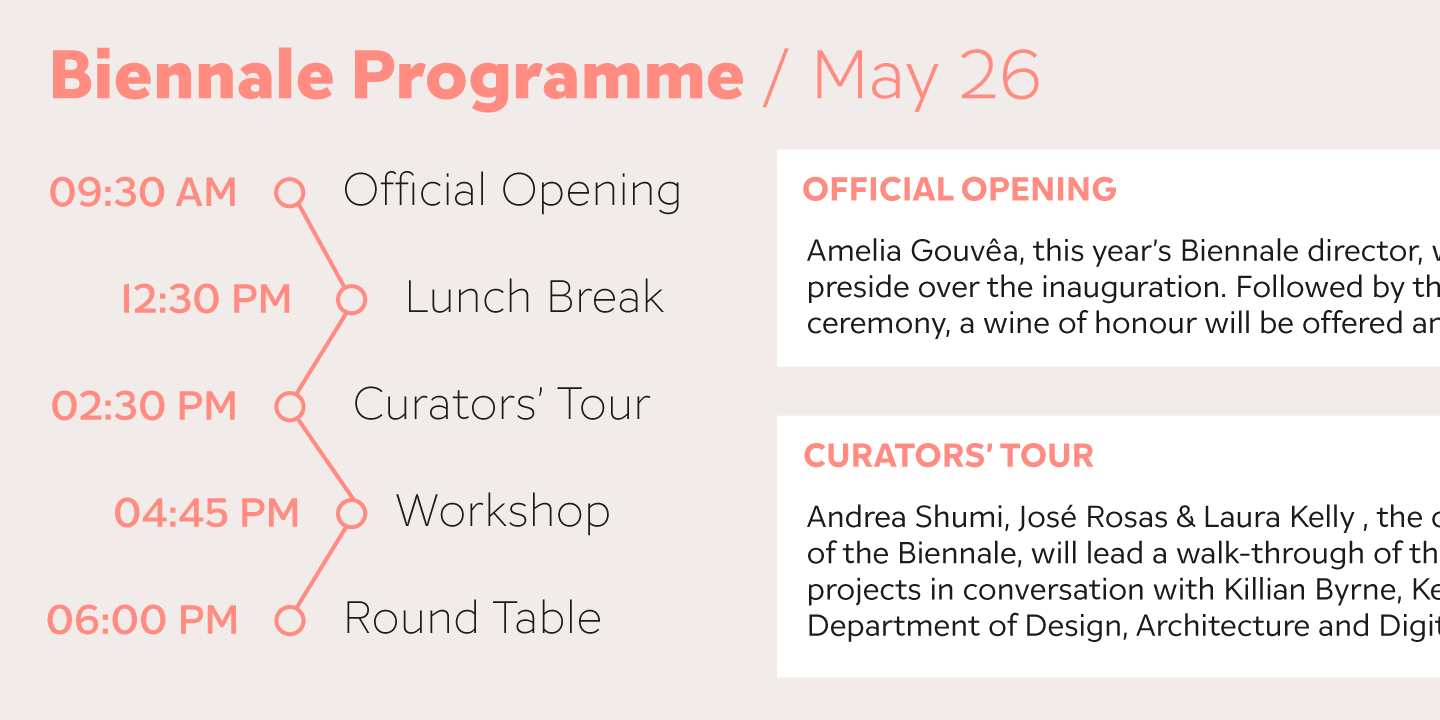 Biennale Programme / May 26
09:30 AM Official Opening
12:30 PM Lunch Break
02:30 PM Curators’ Tour
04:45 PM Workshop
06:00 PM Round Table
OFFICIAL OPENING
Amelia Gouvêa, this year’s Biennale director,
preside over the inauguration. Followed by
ceremony, a wine of honour will be offered
CURATORS’ TOUR
Andrea Shumi, José Rosas & Laura Kelly , the
of the Biennale, will lead a walk-through of
projects in conversation with Killian Byrne,
Department of Design, Architecture and